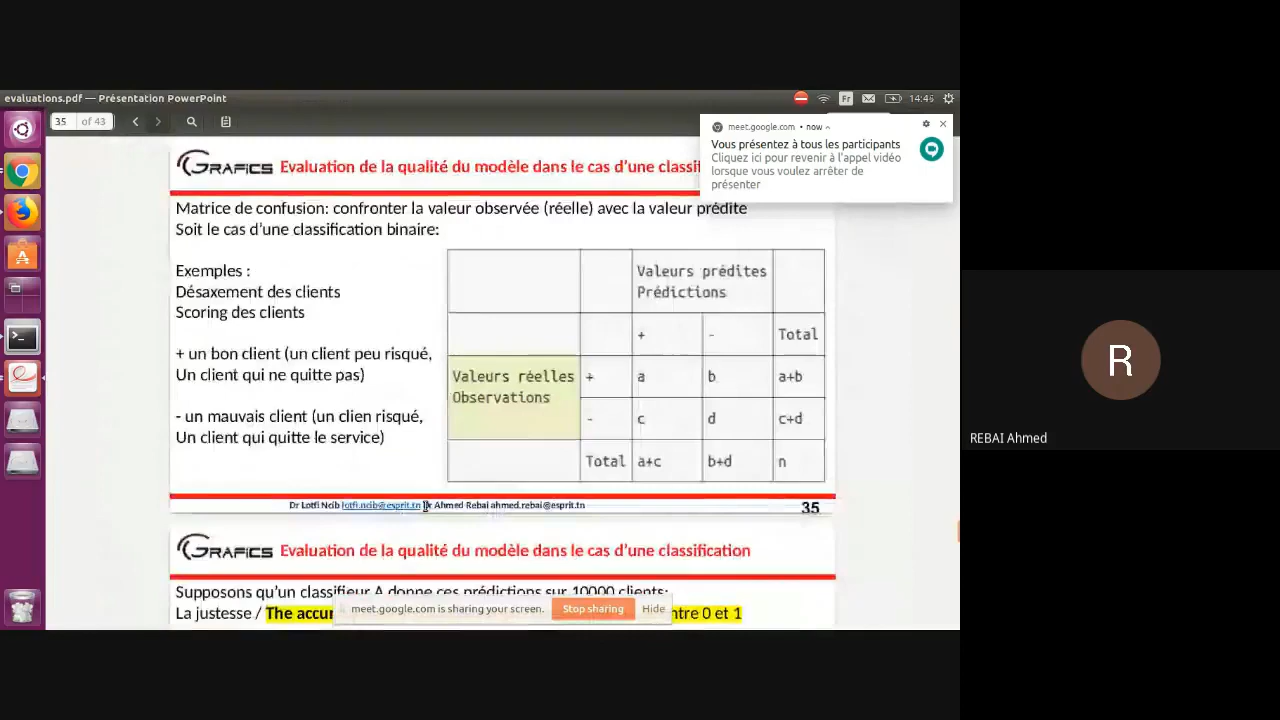 evaluations.pdf — Présentation PowerPoint
Fr
14:46
35
of 43
meet.google.com • now
Vous présentez à tous les participants
Cliquez ici pour revenir à l'appel vidéo
lorsque vous voulez arrêter de
présenter
GRAFICS
Evaluation de la qualité du modèle dans le cas d'une classif
Matrice de confusion: confronter la valeur observée (réelle) avec la valeur prédite
Soit le cas d'une classification binaire:
Exemples :
Désaxement des clients
Scoring des clients
+ un bon client (un client peu risqué,
Un client qui ne quitte pas)
- un mauvais client (un clien risqué,
Un client qui quitte le service)
Valeurs prédites
Prédictions
+ - Total
Valeurs réelles + a b a+b
Observations
- c d c+d
Total a+c b+d n
Dr Lotfi Ncib lotfi.ncib@esprit.tn Dr Ahmed Rebai ahmed.rebai@esprit.tn
35
GRAFICS
Evaluation de la qualité du modèle dans le cas d'une classification
Supposons qu'un classifieur A donne ces prédictions sur 10000 clients:
La justesse / The accur
ntre 0 et 1
meet.google.com is sharing your screen.
Stop sharing
Hide
R
REBAI Ahmed